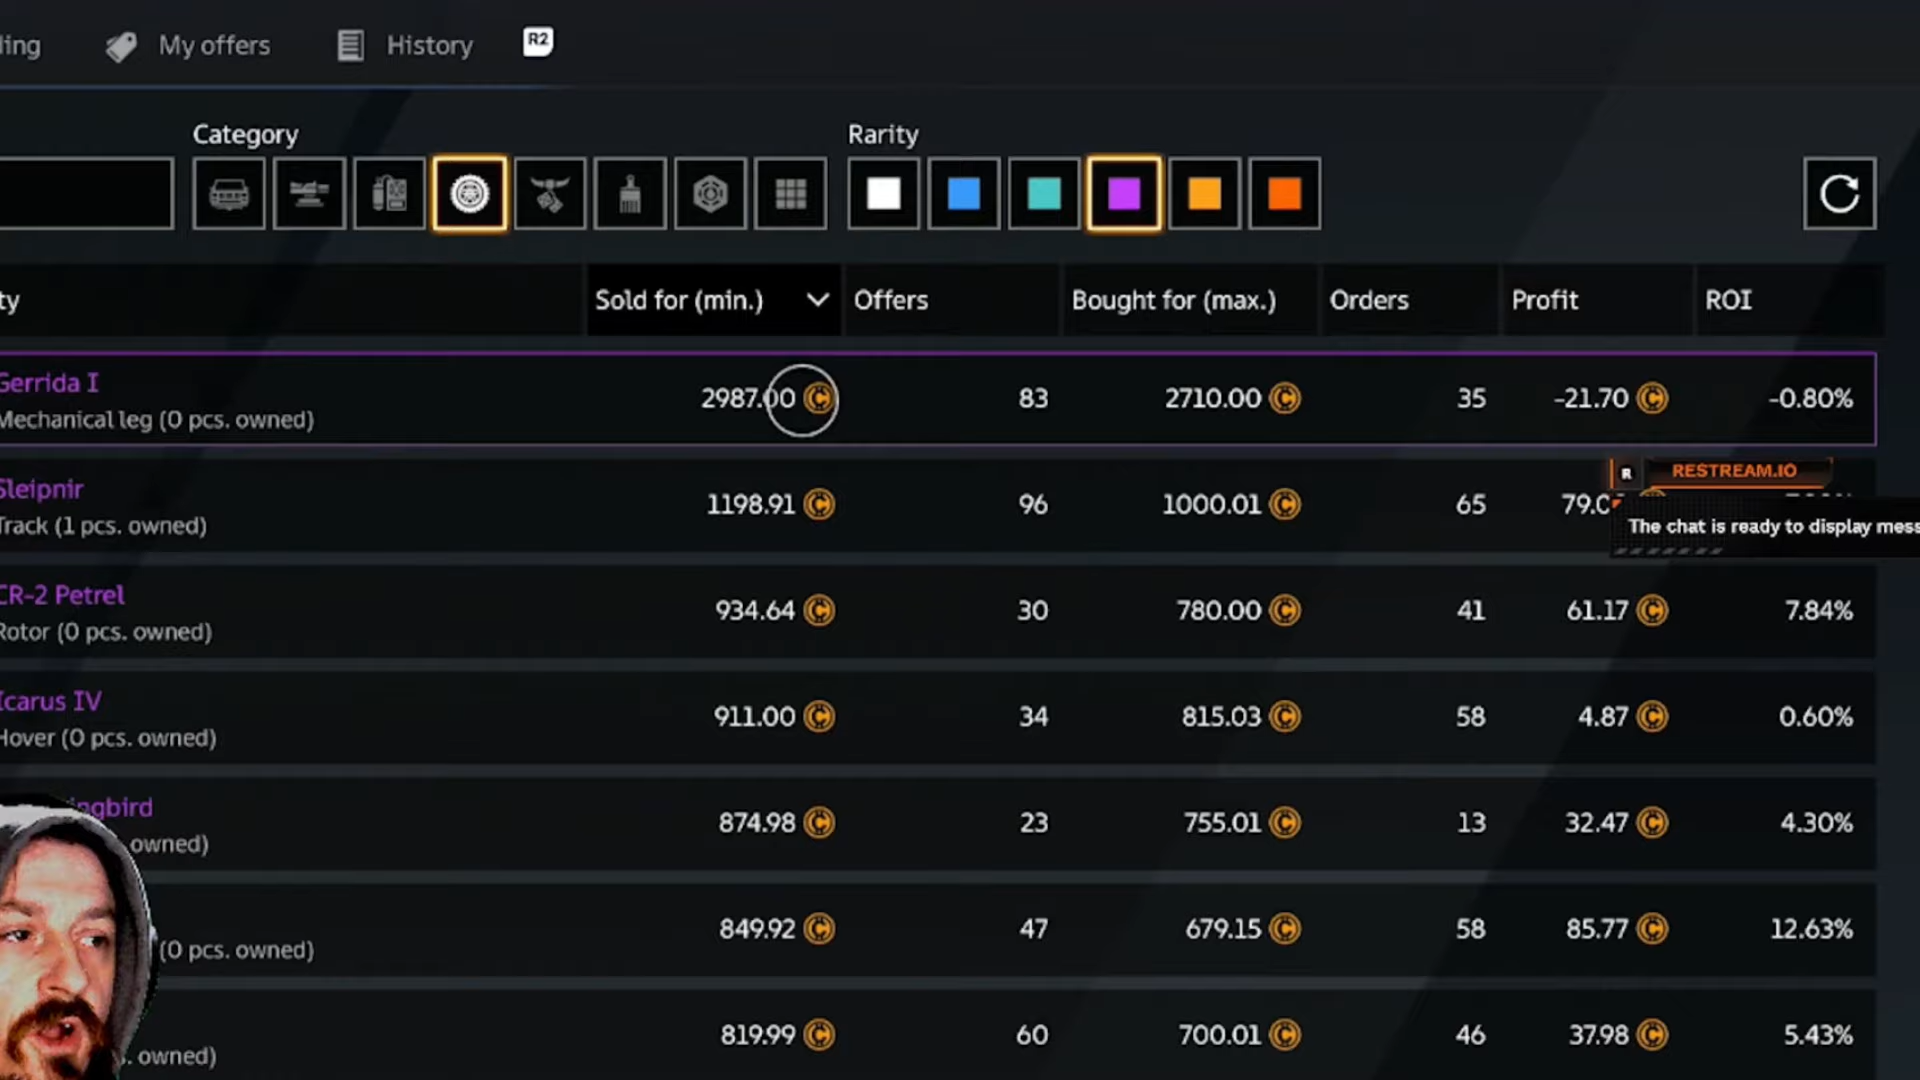 My offers History R2
Category Rarity
Sold for (min.) Offers Bought for (max.) Orders Profit ROI
Gerrida I
Mechanical leg (0 pcs. owned) 2987.00 83 2710.00 35 -21.70 -0.80%
RESTREAM.IO
Sleipnir
Track (1 pcs. owned) 1198.91 96 1000.01 65
The chat is ready to display
CR-2 Petrel
Rotor (0 pcs. owned) 934.64 30 780.00 41 61.17 7.84%
Icarus IV
Hover (0 pcs. owned) 911.00 34 815.03 58 4.87 0.60%
owned) 874.98 23 755.01 13 32.47 4.30%
(0 pcs. owned) 849.92 47 679.15 58 85.77 12.63%
owned) 819.99 60 700.01 46 37.98 5.43%